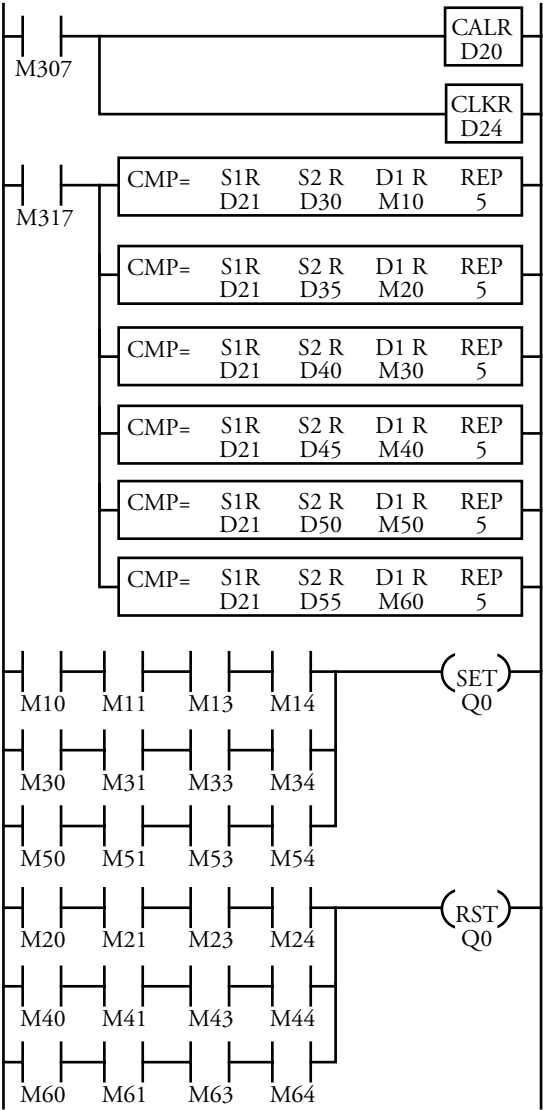 CALR
D20
M307
CLKR
D24
CMP= S1R S2 R D1 R REP
D21 D30 M10 5
M317
CMP= S1R S2 R D1 R REP
D21 D35 M20 5
CMP= S1R S2 R D1 R REP
D21 D40 M30 5
CMP= S1R S2 R D1 R REP
D21 D45 M40 5
CMP= S1R S2 R D1 R REP
D21 D50 M50 5
CMP= S1R S2 R D1 R REP
D21 D55 M60 5
SET
M10 M11 M13 M14 Q0
M30 M31 M33 M34
M50 M51 M53 M54
RST
M20 M21 M23 M24 Q0
M40 M41 M43 M44
M60 M61 M63 M64